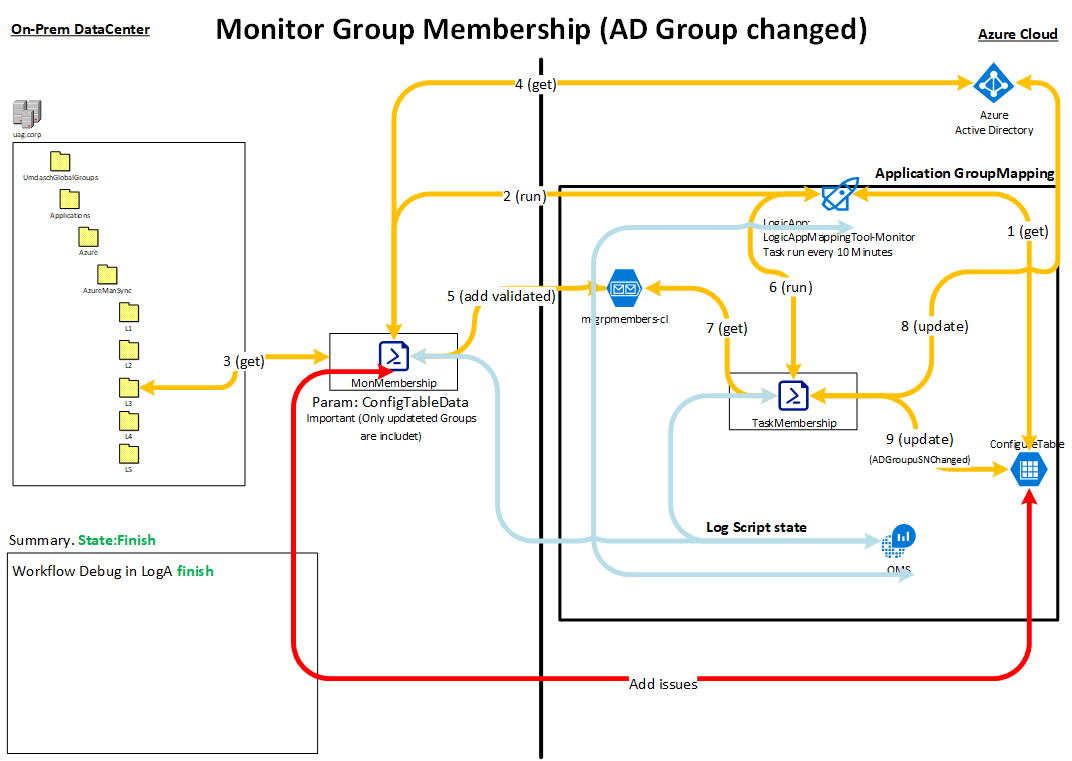 On-Prem DataCenter
Monitor Group Membership (AD Group changed)
Azure Cloud
4 (get)
Azure
Active Directory
uag.corp
UmdaschGlobalGroups
Applications
Azure
AzureManSync
L1
L2
L3
L4
L5
Application GroupMapping
2 (run)
1 (get)
LogicApp:
LogicAppMappingTool-Monitor
Task run every 10 Minutes
5 (add validated)
6 (run)
m-grpmembers-cl
7 (get)
8 (update)
3 (get)
MonMembership
Param: ConfigTableData
Important (Only updateted Groups
are includet)
TaskMembership
9 (update)
(ADGroupuSNChanged)
ConfigureTable
Log Script state
OMS
Summary. State:Finish
Workflow Debug in LogA finish
Add issues